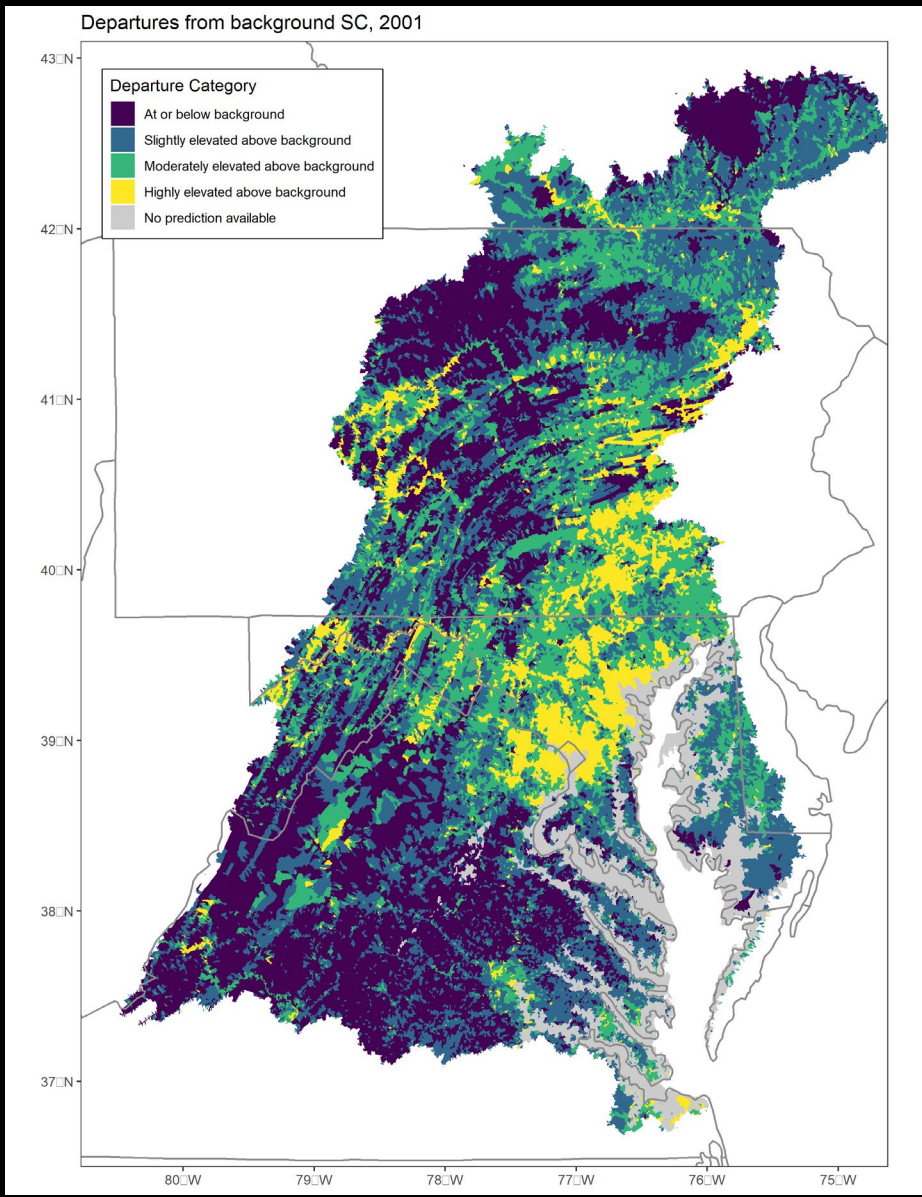 Departures from background SC, 2001
43□N
Departure Category
At or below background
Slightly elevated above background
Moderately elevated above background
Highly elevated above background
No prediction available
42□N
41□N
40□N
39□N
38□N
37□N
80□W 79□W 78□W 77□W 76□W 75□W